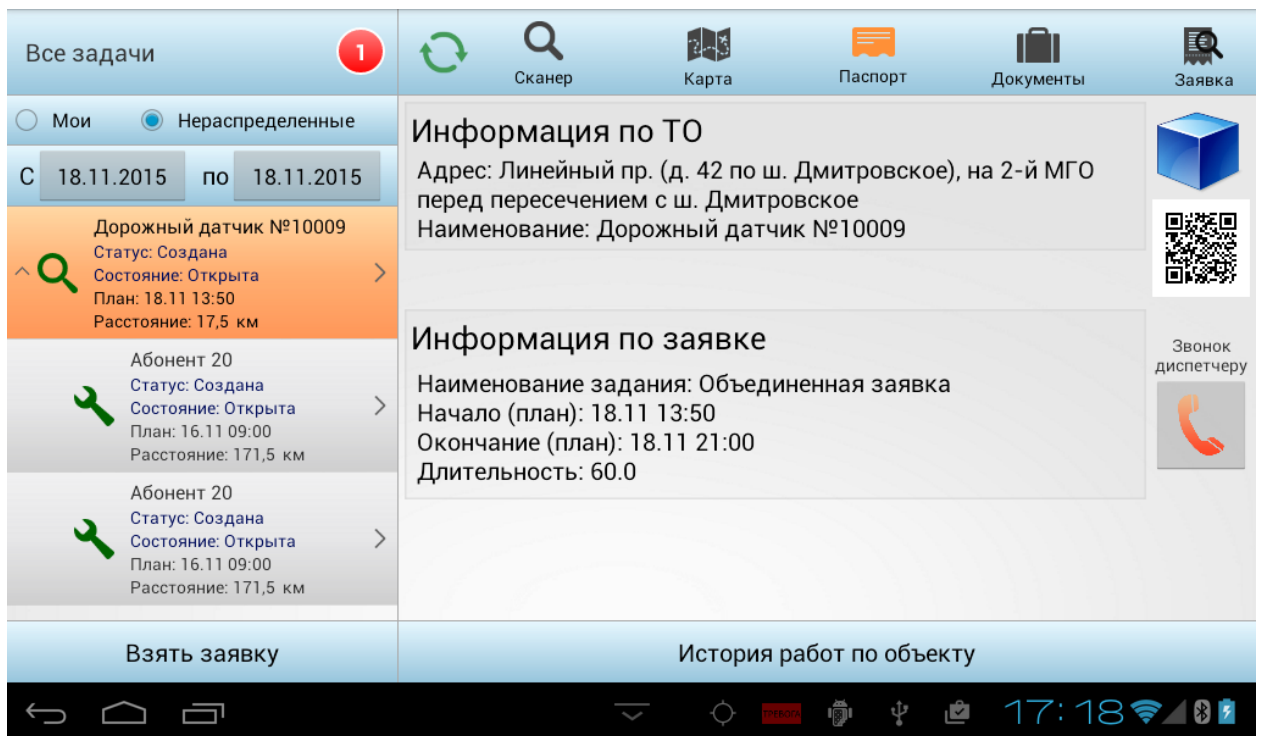 Все задачи
1
Сканер
Карта
Паспорт
Документы
Заявка
Мои
Нераспределенные
С 18.11.2015 по 18.11.2015
Дорожный датчик №10009
Статус: Создана
Состояние: Открыта
План: 18.11 13:50
Расстояние: 17,5 км
Абонент 20
Статус: Создана
Состояние: Открыта
План: 16.11 09:00
Расстояние: 171,5 км
Абонент 20
Статус: Создана
Состояние: Открыта
План: 16.11 09:00
Расстояние: 171,5 км
Взять заявку
Информация по ТО
Адрес: Линейный пр. (д. 42 по ш. Дмитровское), на 2-й МГО
перед пересечением с ш. Дмитровское
Наименование: Дорожный датчик №10009
Информация по заявке
Наименование задания: Объединенная заявка
Начало (план): 18.11 13:50
Окончание (план): 18.11 21:00
Длительность: 60.0
Звонок
диспетчеру
История работ по объекту
ТРЕВОГА
17:18